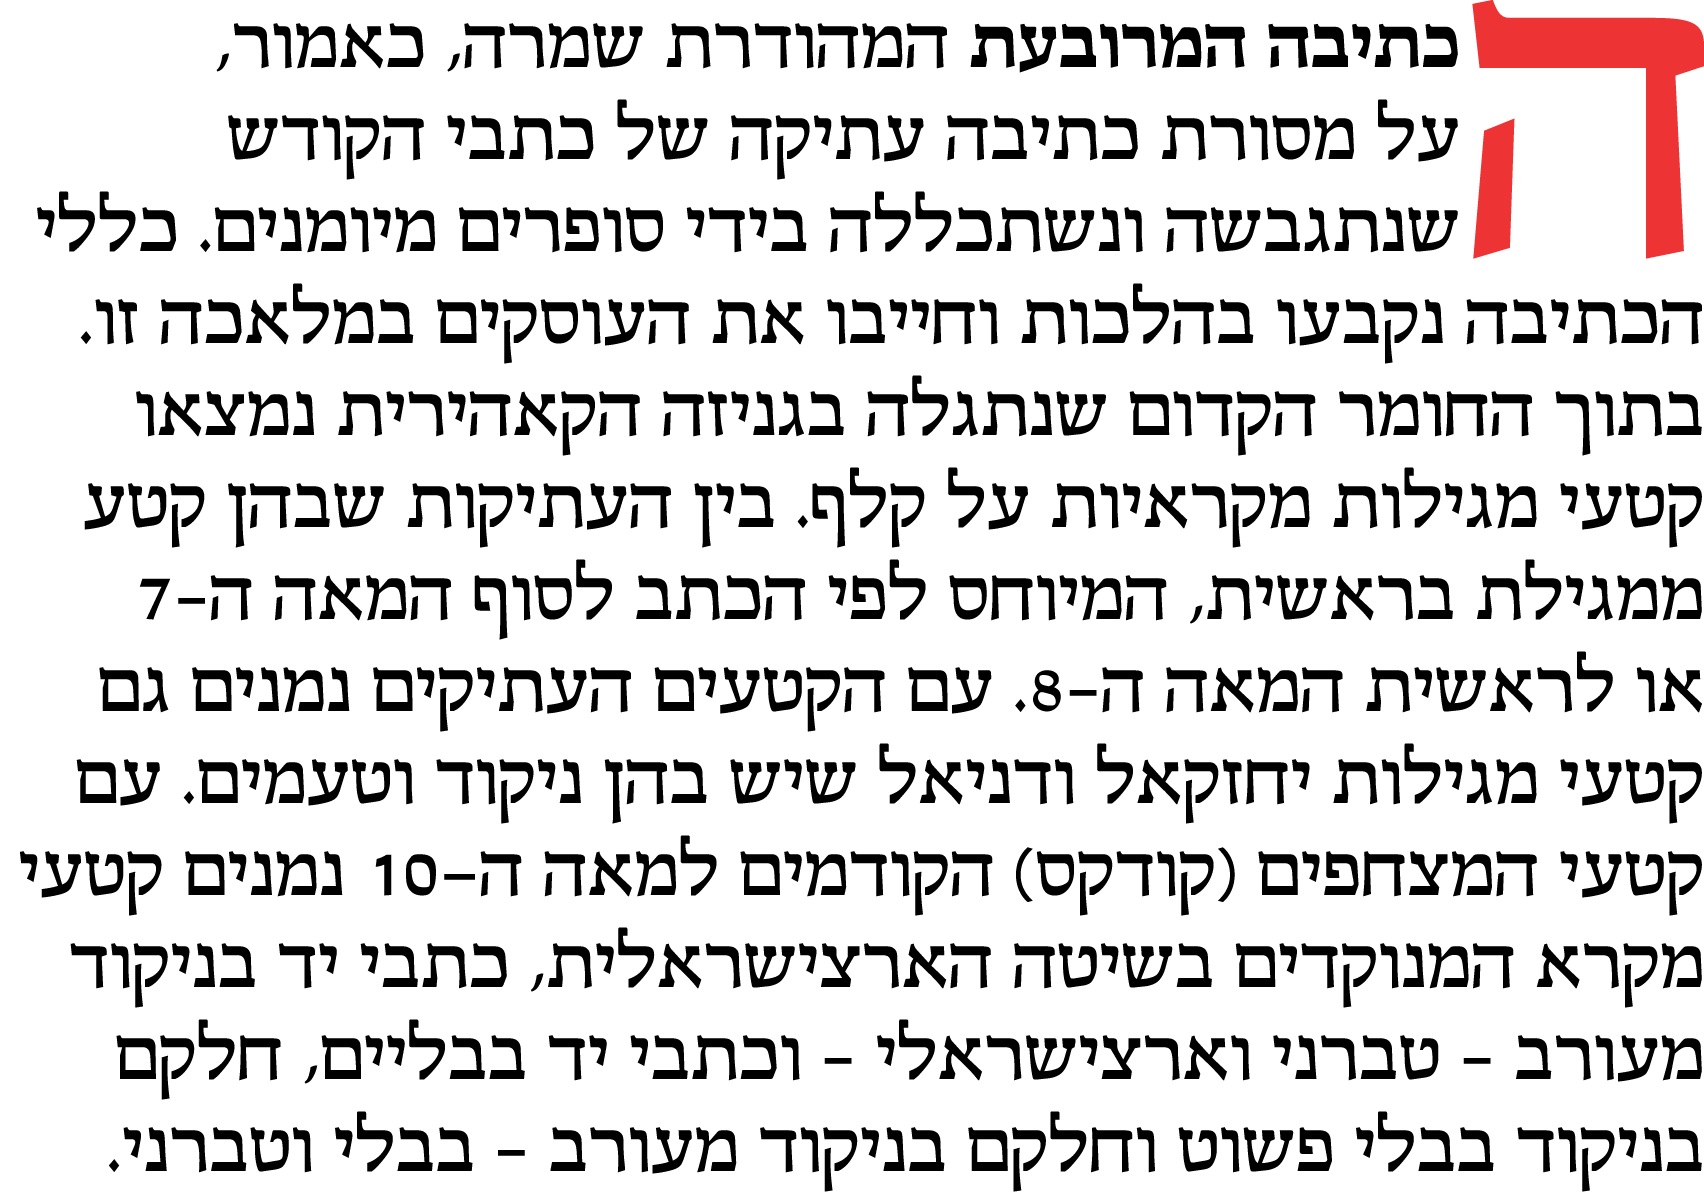 הכתיבה המרובעת המהודרת שמרה, כאמור,
על מסורת כתיבה עתיקה של כתבי הקודש
שנתגבשה ונשתכללה בידי סופרים מיומנים. כללי
הכתיבה נקבעו בהלכות וחייבו את העוסקים במלאכה זו.
בתוך החומר הקדום שנתגלה בגניזה הקאהירית נמצאו
קטעי מגילות מקראיות על קלף. בין העתיקות שבהן קטע
ממגילת בראשית, המיוחס לפי הכתב לסוף המאה ה–7
או לראשית המאה ה–8. עם הקטעים העתיקים נמנים גם
קטעי מגילות יחזקאל ודניאל שיש בהן ניקוד וטעמים. עם
קטעי המצחפים (קודקס) הקודמים למאה ה–10 נמנים קטעי
מקרא המנוקדים בשיטה הארצישראלית, כתבי יד בניקוד
מעורב – טברני וארצישראלי – וכתבי יד בבליים, חלקם
בניקוד בבלי פשוט וחלקם בניקוד מעורב – בבלי וטברני.